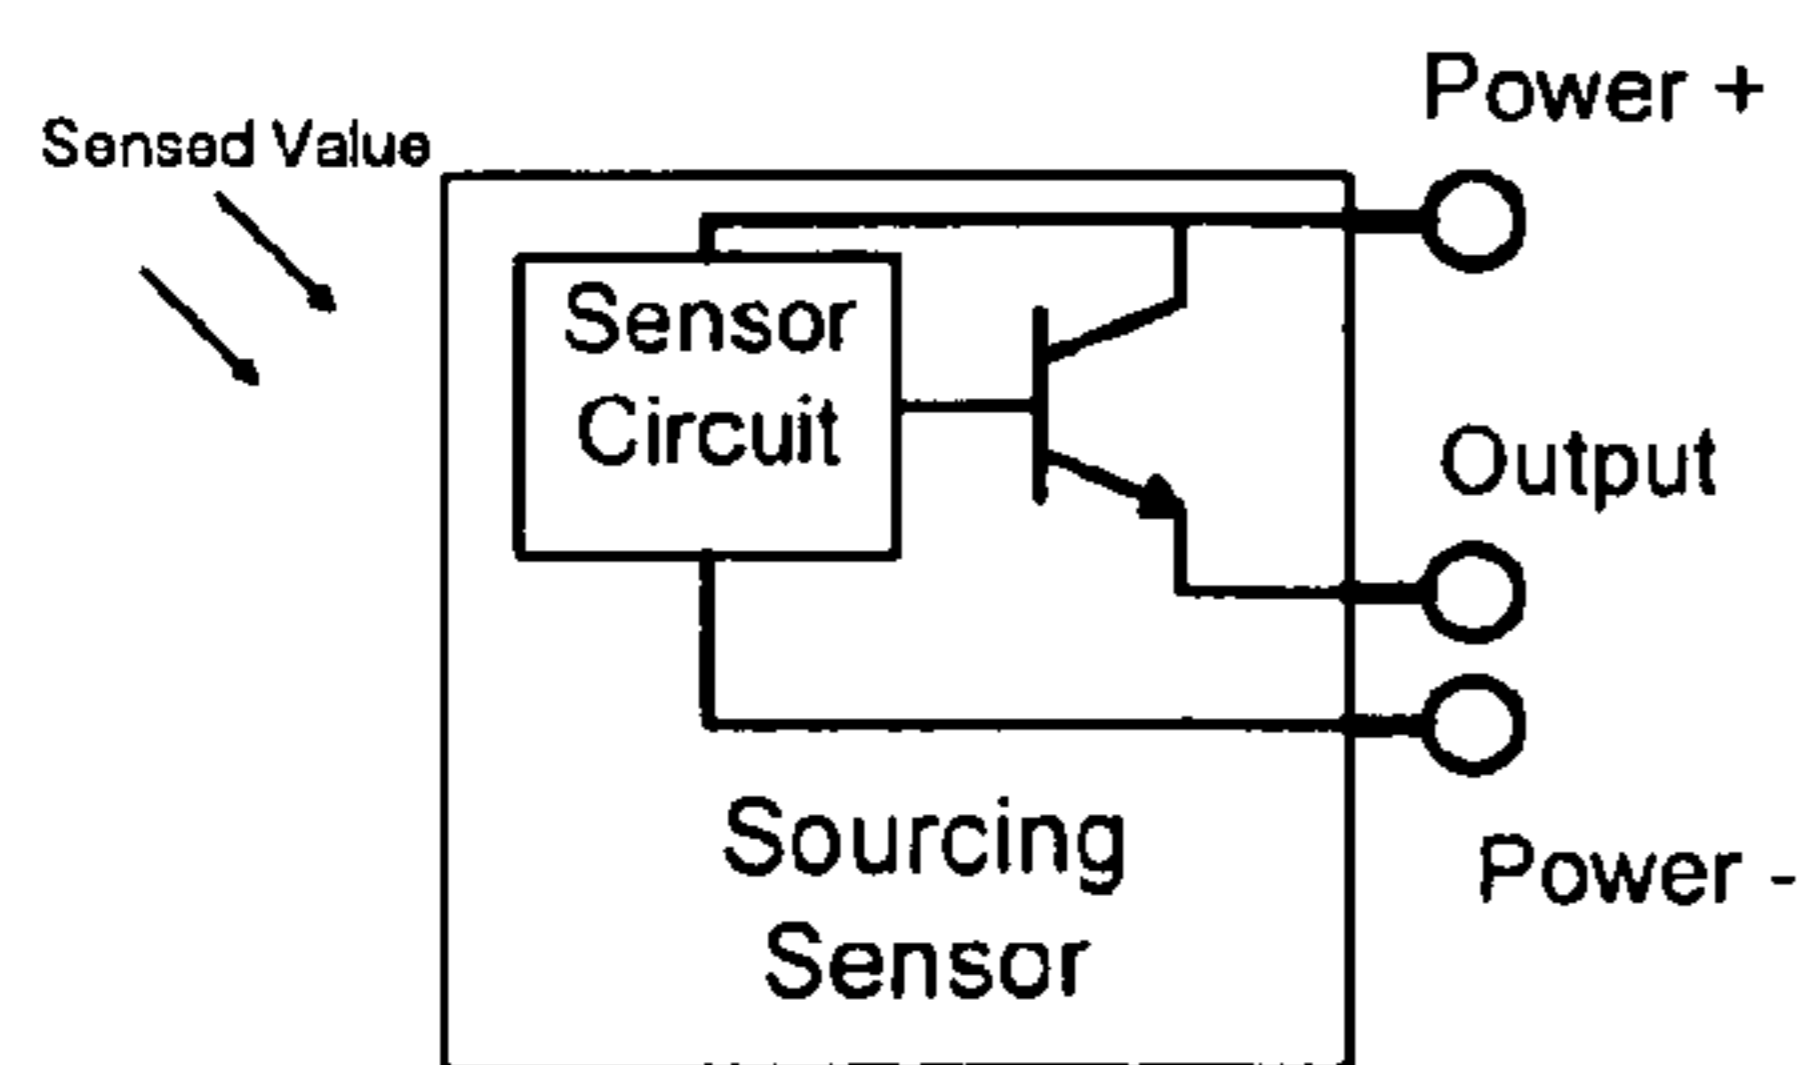 Power +
Sensed Value
Sensor
Circuit
Output
Sourcing
Sensor
Power -